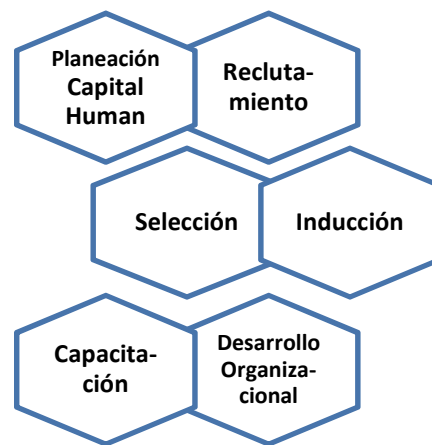 Planeación
Capital
Human
Recluta-
miento
Selección
Inducción
Capacita-
ción
Desarrollo
Organiza-
cional